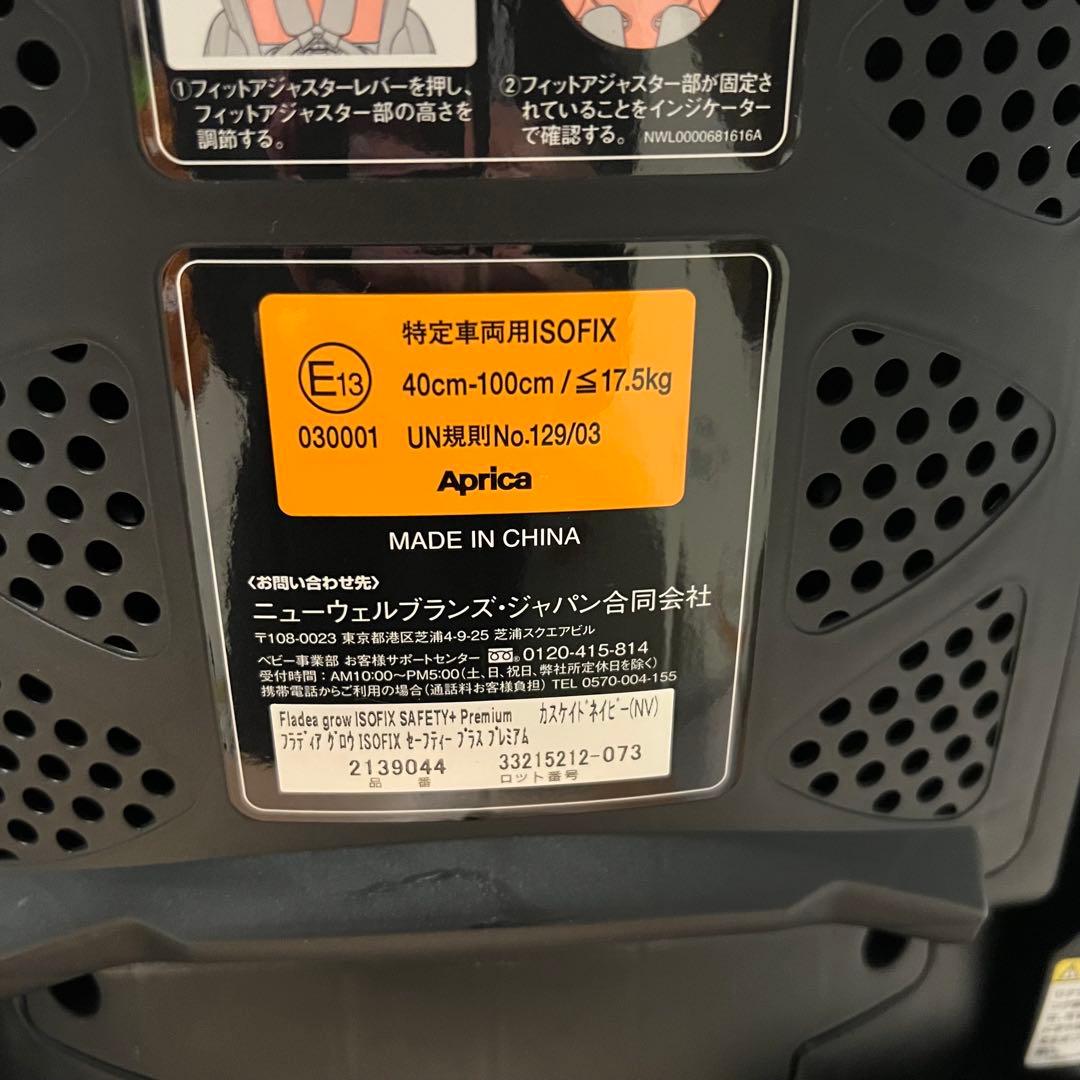 ①フィットアジャスターレバーを押し、
フィットアジャスター部の高さを
調節する。
②フィットアジャスター部が固定さ
れていることをインジケーター
で確認する。 NWL0000681616A
特定車両用ISOFIX
E13 40cm-100cm/≦17.5kg
030001 UN規則No.129/03
Aprica
MADE IN CHINA
〈お問い合わせ先〉
ニューウェルブランズ・ジャパン合同会社
〒108-0023 東京都港区芝浦4-9-25 芝浦スクエアビル
ベビー事業部 お客様サポートセンター 0120-415-814
受付時間：AM10:00〜PM5:00(土、日、祝日、弊社所定休日を除く)
携帯電話からご利用の場合(通話料お客様負担) TEL 0570-004-155
Fladea grow ISOFIX SAFETY+ Premium カスケイドネイビー(NV)
フラディア グロウ ISOFIX セーフティー プラス プレミアム
2139044 33215212-073
品番 ロット番号